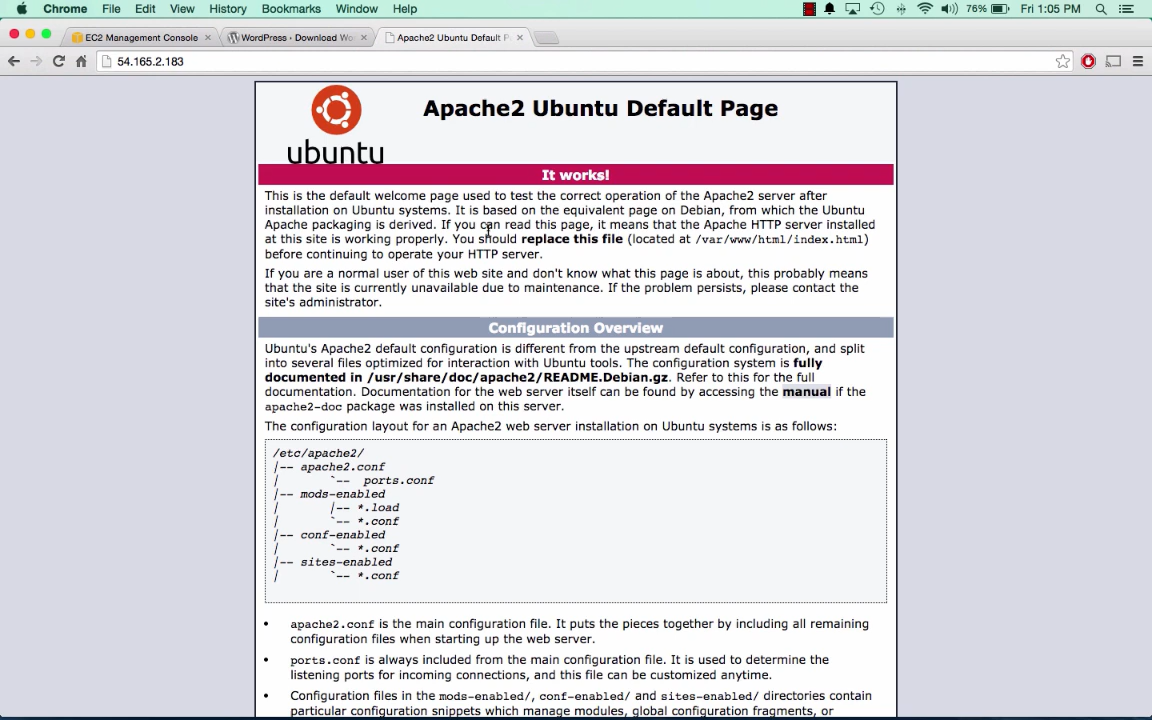 Chrome File Edit View History Bookmarks Window Help 76% Fri 1:05 PM
EC2 Management Console WordPress › Download Wo Apache2 Ubuntu Default P
54.165.2.183
ubuntu
Apache2 Ubuntu Default Page
It works!
This is the default welcome page used to test the correct operation of the Apache2 server after
installation on Ubuntu systems. It is based on the equivalent page on Debian, from which the Ubuntu
Apache packaging is derived. If you can read this page, it means that the Apache HTTP server installed
at this site is working properly. You should replace this file (located at /var/www/html/index.html)
before continuing to operate your HTTP server.
If you are a normal user of this web site and don't know what this page is about, this probably means
that the site is currently unavailable due to maintenance. If the problem persists, please contact the
site's administrator.
Configuration Overview
Ubuntu's Apache2 default configuration is different from the upstream default configuration, and split
into several files optimized for interaction with Ubuntu tools. The configuration system is fully
documented in /usr/share/doc/apache2/README.Debian.gz. Refer to this for the full
documentation. Documentation for the web server itself can be found by accessing the manual if the
apache2-doc package was installed on this server.
The configuration layout for an Apache2 web server installation on Ubuntu systems is as follows:
/etc/apache2/
|-- apache2.conf
| `-- ports.conf
|-- mods-enabled
| |-- *.load
| `-- *.conf
|-- conf-enabled
| `-- *.conf
|-- sites-enabled
| `-- *.conf
• apache2.conf is the main configuration file. It puts the pieces together by including all remaining
configuration files when starting up the web server.
• ports.conf is always included from the main configuration file. It is used to determine the
listening ports for incoming connections, and this file can be customized anytime.
• Configuration files in the mods-enabled/, conf-enabled/ and sites-enabled/ directories contain
particular configuration snippets which manage modules, global configuration fragments, or